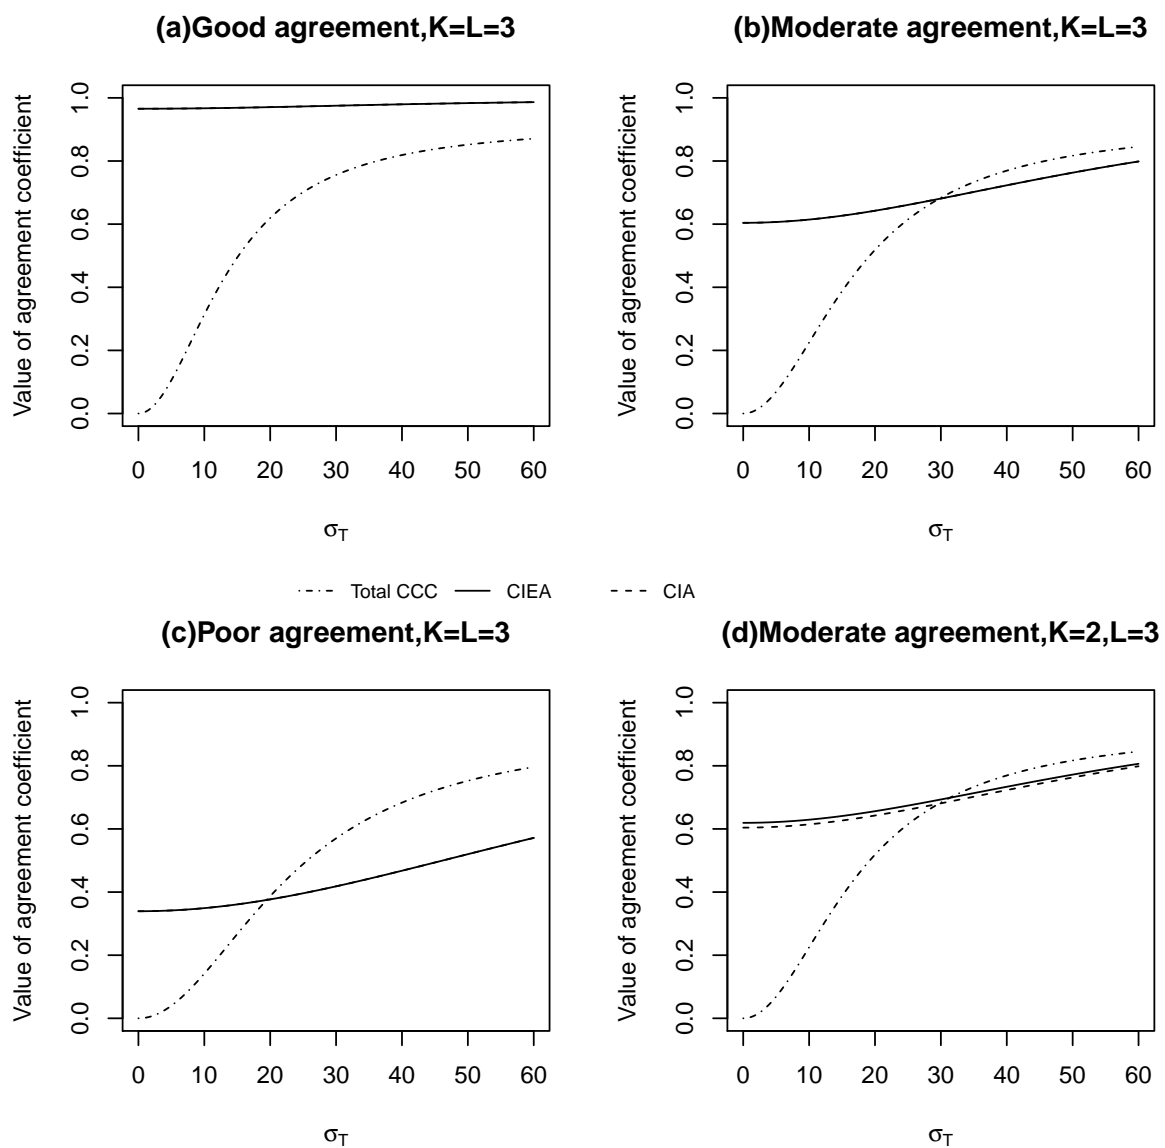 (a)Good agreement,K=L=3
Value of agreement coefficient
0.0 0.2 0.4 0.6 0.8 1.0
0 10 20 30 40 50 60
σT
(b)Moderate agreement,K=L=3
Value of agreement coefficient
0.0 0.2 0.4 0.6 0.8 1.0
0 10 20 30 40 50 60
σT
Total CCC CIEA CIA
(c)Poor agreement,K=L=3
Value of agreement coefficient
0.0 0.2 0.4 0.6 0.8 1.0
0 10 20 30 40 50 60
σT
(d)Moderate agreement,K=2,L=3
Value of agreement coefficient
0.0 0.2 0.4 0.6 0.8 1.0
0 10 20 30 40 50 60
σT